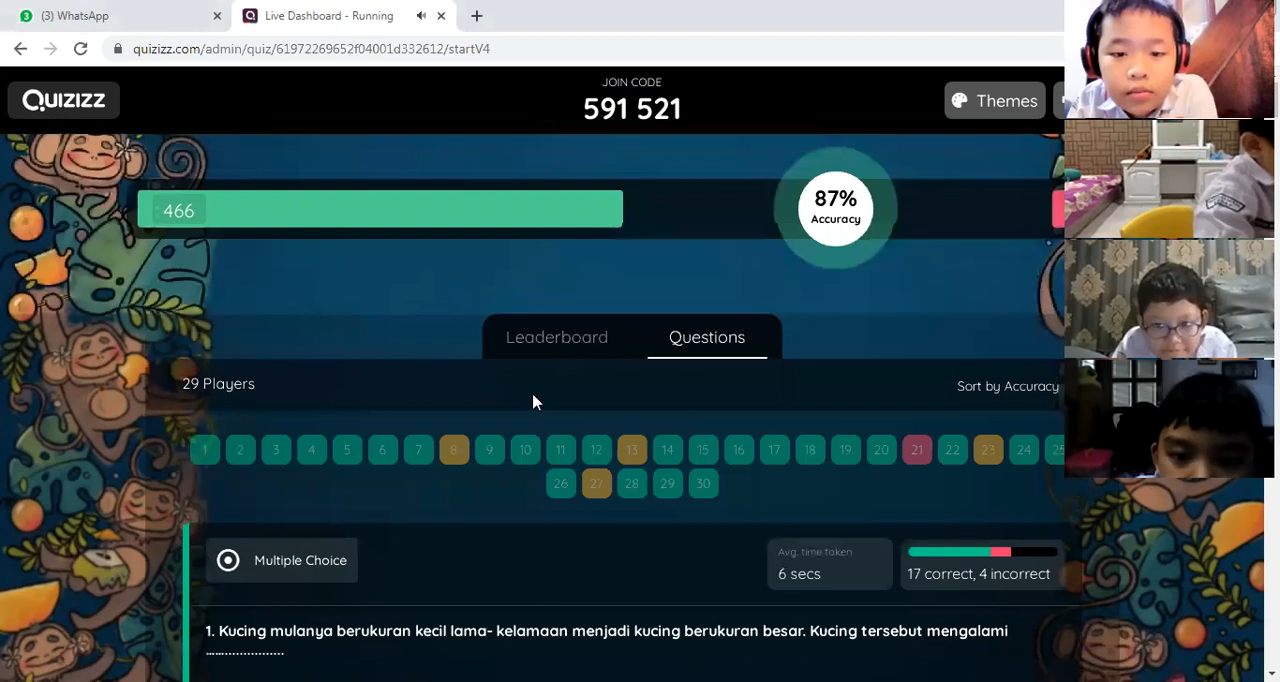 (3) WhatsApp
Live Dashboard - Running
quizizz.com/admin/quiz/61972269652f04001d332612/startV4
QUIZIZZ
JOIN CODE
591 521
Themes
466
87%
Accuracy
Leaderboard
Questions
29 Players
Sort by Accuracy
1 2 3 4 5 6 7 8 9 10 11 12 13 14 15 16 17 18 19 20 21 22 23 24 25
26 27 28 29 30
Multiple Choice
Avg. time taken
6 secs
17 correct, 4 incorrect
1. Kucing mulanya berukuran kecil lama- kelamaan menjadi kucing berukuran besar. Kucing tersebut mengalami
....................